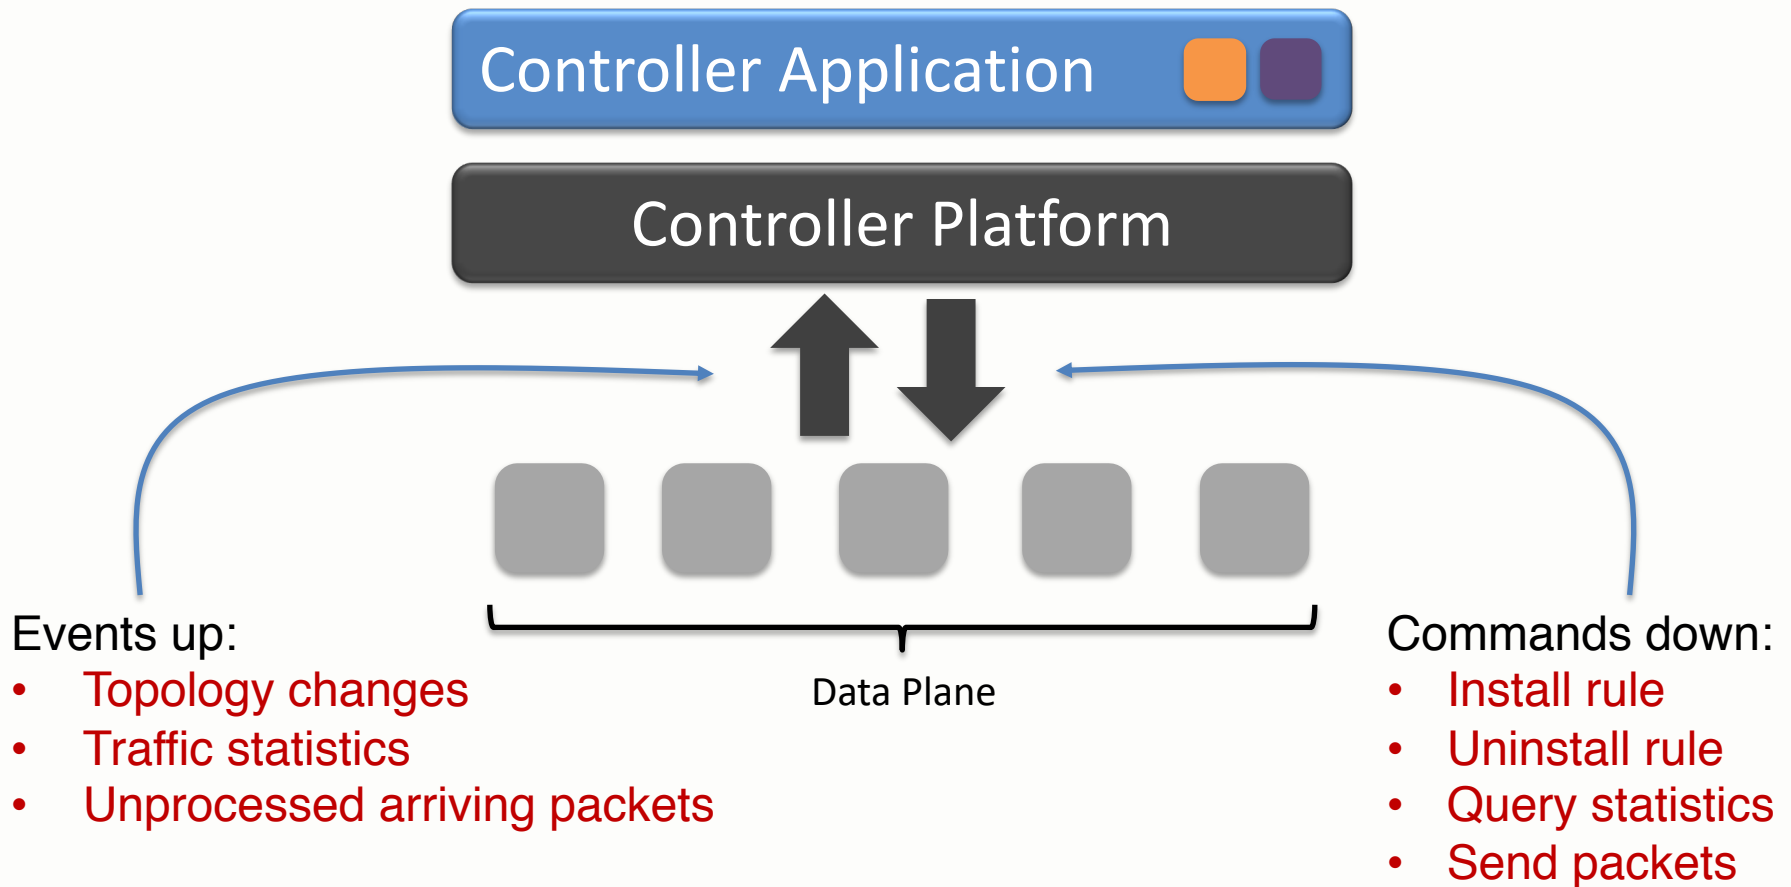 Controller Application
Controller Platform
Events up:
• Topology changes
• Traffic statistics
• Unprocessed arriving packets
Data Plane
Commands down:
• Install rule
• Uninstall rule
• Query statistics
• Send packets